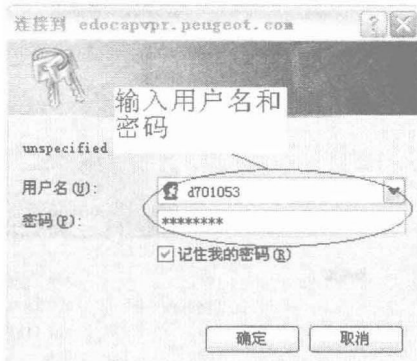 连接到 edocapvpr.peugeot.com
输入用户名和
密码
unspecified
用户名(U):
d701053
密码(P):
********
记住我的密码(R)
确定
取消